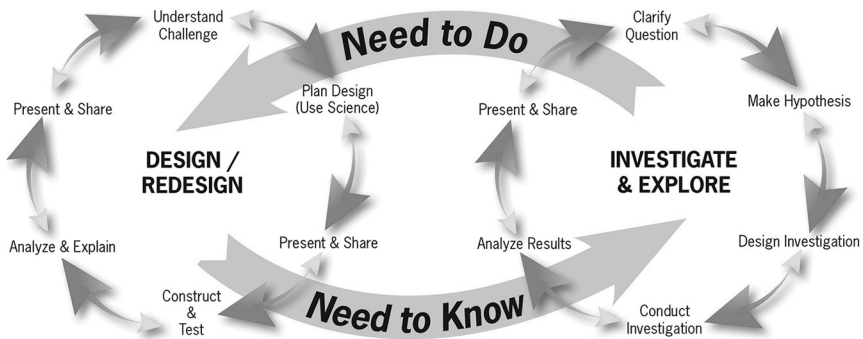 Understand
Challenge
Need to Do
Clarify
Question
Plan Design
(Use Science)
Present & Share
Present & Share
Make Hypothesis
DESIGN /
REDESIGN
INVESTIGATE
& EXPLORE
Analyze & Explain
Present & Share
Analyze Results
Design Investigation
Construct
&
Test
Need to Know
Conduct
Investigation